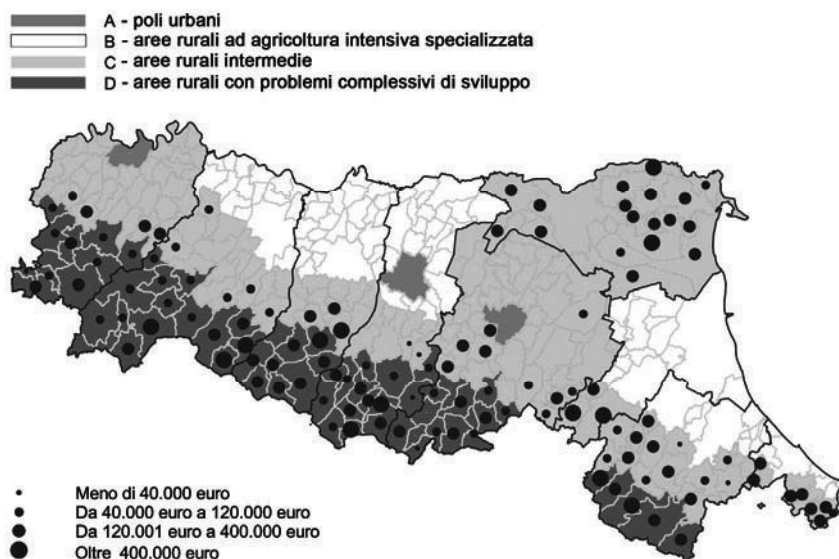 A - poli urbani
B - aree rurali ad agricoltura intensiva specializzata
C - aree rurali intermedie
D - aree rurali con problemi complessivi di sviluppo
Meno di 40.000 euro
Da 40.000 euro a 120.000 euro
Da 120.001 euro a 400.000 euro
Oltre 400.000 euro